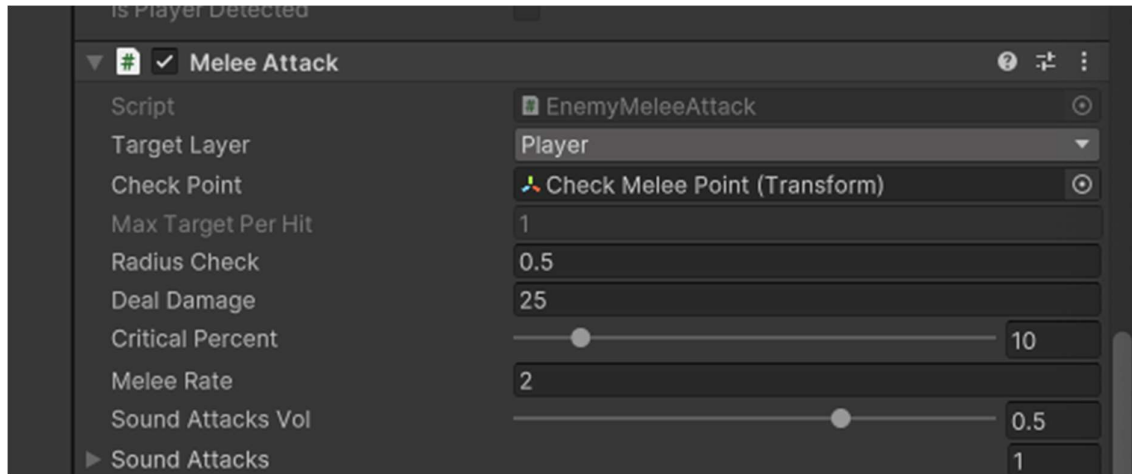 Is Player Detected
Melee Attack
Script EnemyMeleeAttack
Target Layer Player
Check Point Check Melee Point (Transform)
Max Target Per Hit 1
Radius Check 0.5
Deal Damage 25
Critical Percent 10
Melee Rate 2
Sound Attacks Vol 0.5
Sound Attacks 1